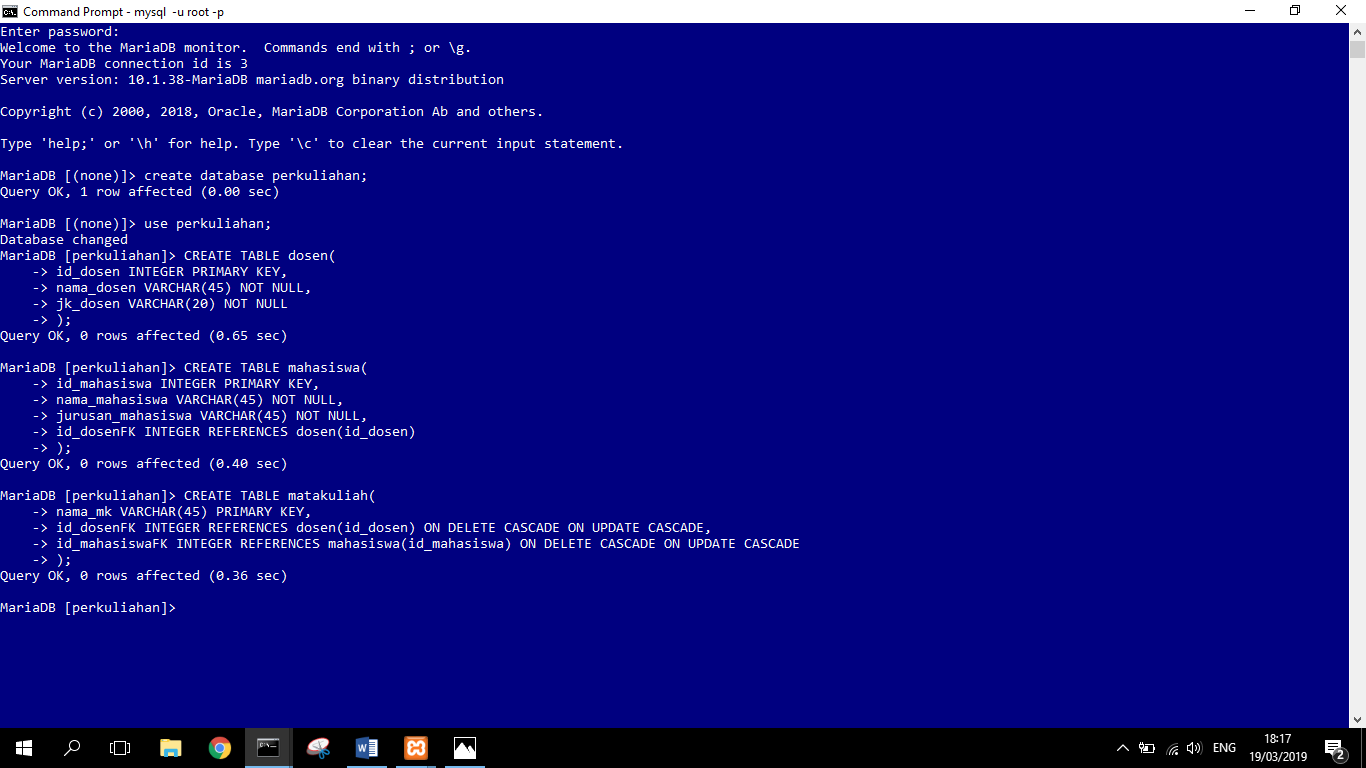 Command Prompt - mysql  -u root -p
Enter password:
Welcome to the MariaDB monitor.  Commands end with ; or \g.
Your MariaDB connection id is 3
Server version: 10.1.38-MariaDB mariadb.org binary distribution
Copyright (c) 2000, 2018, Oracle, MariaDB Corporation Ab and others.
Type 'help;' or '\h' for help. Type '\c' to clear the current input statement.
MariaDB [(none)]> create database perkuliahan;
Query OK, 1 row affected (0.00 sec)
MariaDB [(none)]> use perkuliahan;
Database changed
MariaDB [perkuliahan]> CREATE TABLE dosen(
    -> id_dosen INTEGER PRIMARY KEY,
    -> nama_dosen VARCHAR(45) NOT NULL,
    -> jk_dosen VARCHAR(20) NOT NULL
    -> );
Query OK, 0 rows affected (0.65 sec)
MariaDB [perkuliahan]> CREATE TABLE mahasiswa(
    -> id_mahasiswa INTEGER PRIMARY KEY,
    -> nama_mahasiswa VARCHAR(45) NOT NULL,
    -> jurusan_mahasiswa VARCHAR(45) NOT NULL,
    -> id_dosenFK INTEGER REFERENCES dosen(id_dosen)
    -> );
Query OK, 0 rows affected (0.40 sec)
MariaDB [perkuliahan]> CREATE TABLE matakuliah(
    -> nama_mk VARCHAR(45) PRIMARY KEY,
    -> id_dosenFK INTEGER REFERENCES dosen(id_dosen) ON DELETE CASCADE ON UPDATE CASCADE,
    -> id_mahasiswaFK INTEGER REFERENCES mahasiswa(id_mahasiswa) ON DELETE CASCADE ON UPDATE CASCADE
    -> );
Query OK, 0 rows affected (0.36 sec)
MariaDB [perkuliahan]>
ENG
18:17
19/03/2019
2